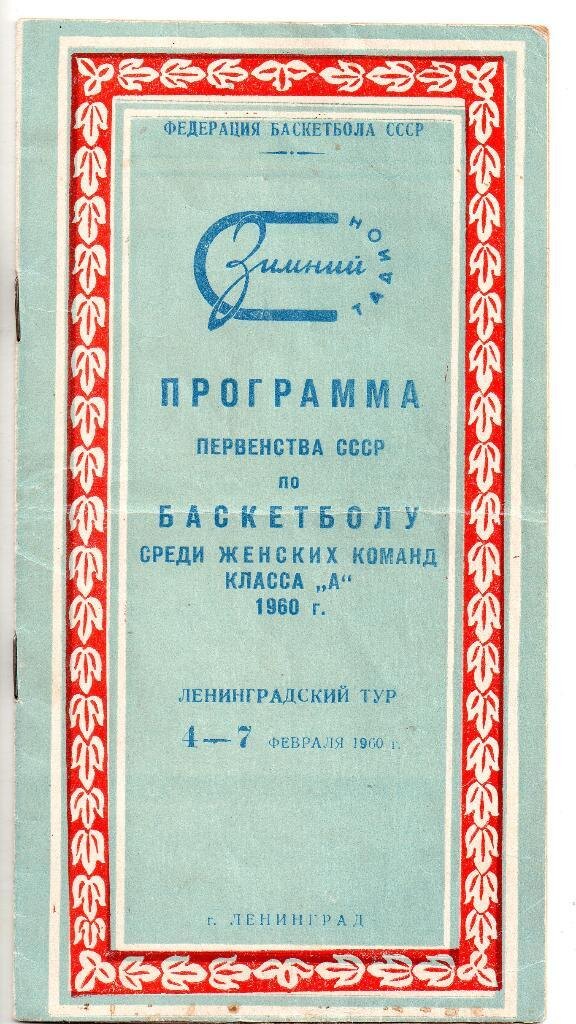 ФЕДЕРАЦИЯ БАСКЕТБОЛА СССР
Зимний
СТАДИОН
ПРОГРАММА
ПЕРВЕНСТВА СССР
ПО
БАСКЕТБОЛУ
СРЕДИ ЖЕНСКИХ КОМАНД
КЛАССА „А“
1960 г.
ЛЕНИНГРАДСКИЙ ТУР
4—7 ФЕВРАЛЯ 1960 г.
г. ЛЕНИНГРАД